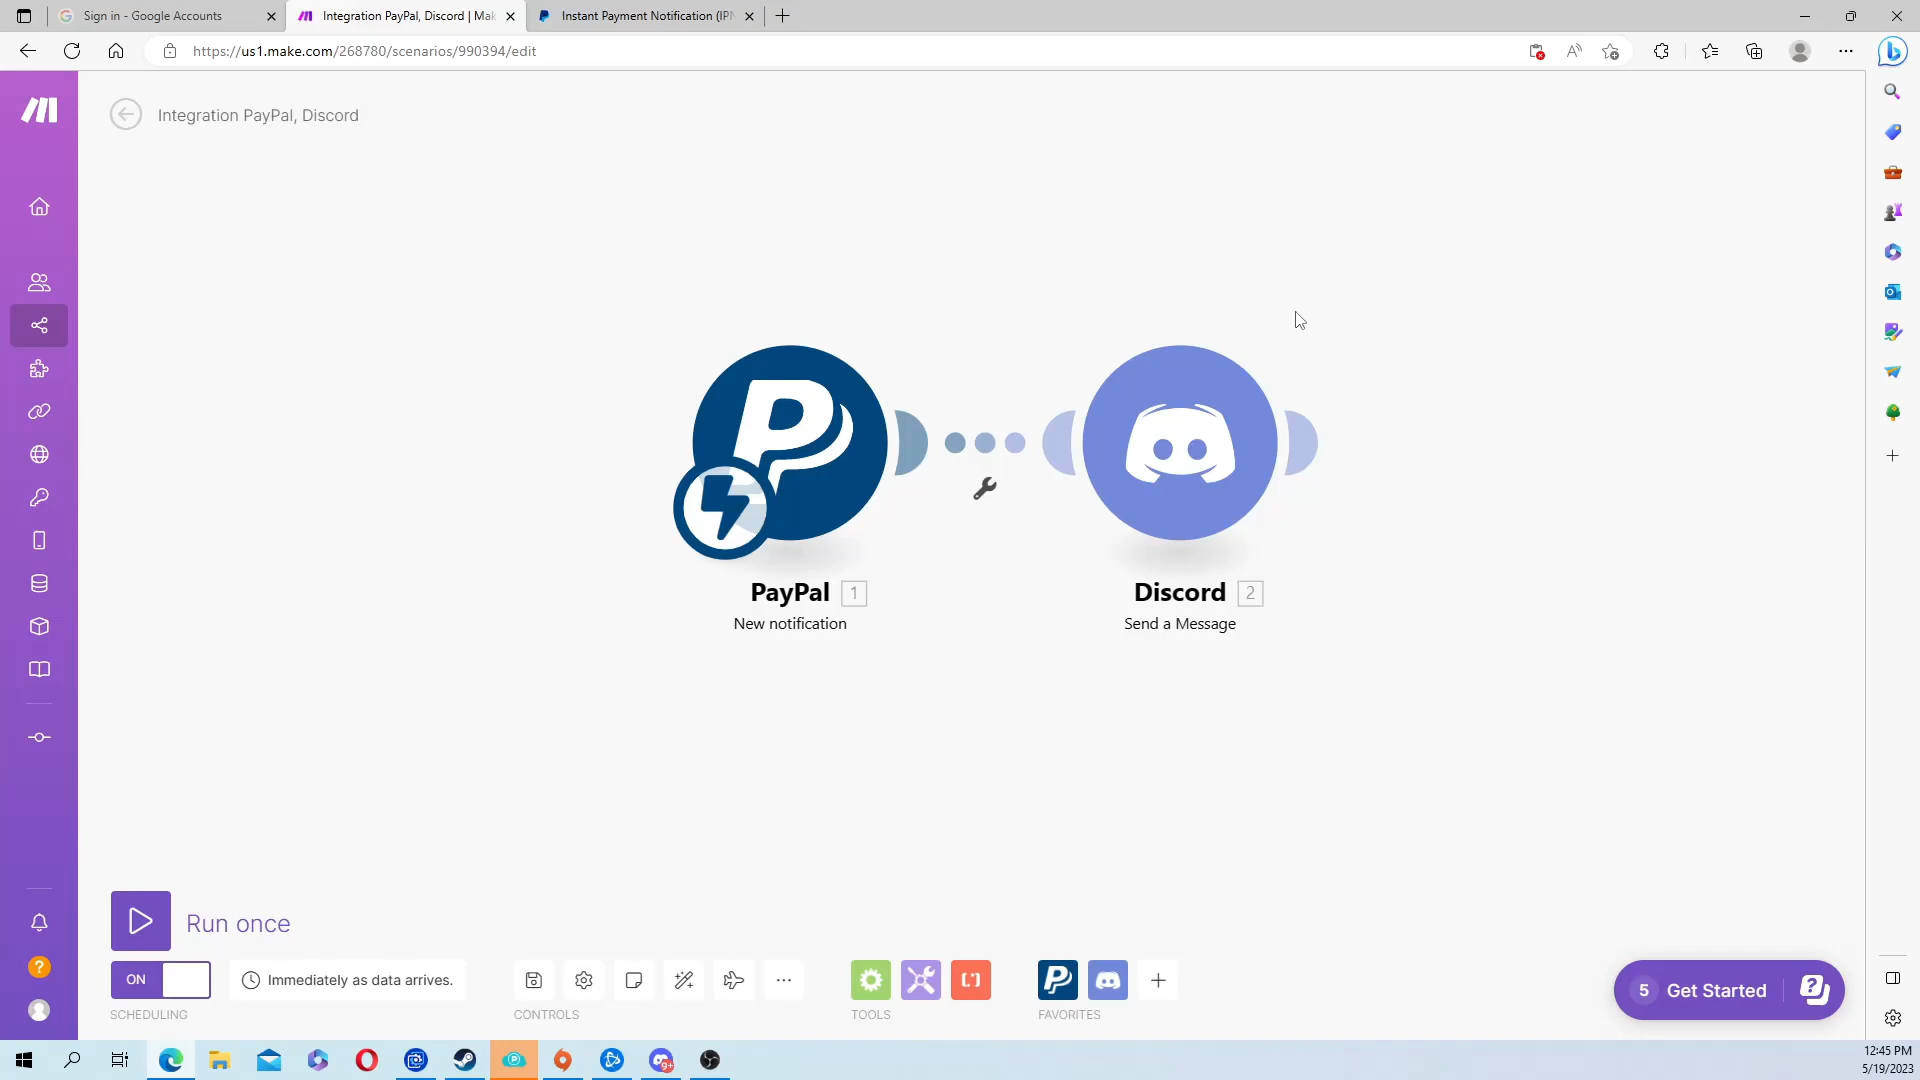 Sign in - Google Accounts
Integration PayPal, Discord | Mak
Instant Payment Notification (IPN
https://us1.make.com/268780/scenarios/990394/edit
Integration PayPal, Discord
PayPal 1
New notification
Discord 2
Send a Message
Run once
ON
Immediately as data arrives.
SCHEDULING
CONTROLS
TOOLS
FAVORITES
5 Get Started
9+
12:45 PM
5/19/2023